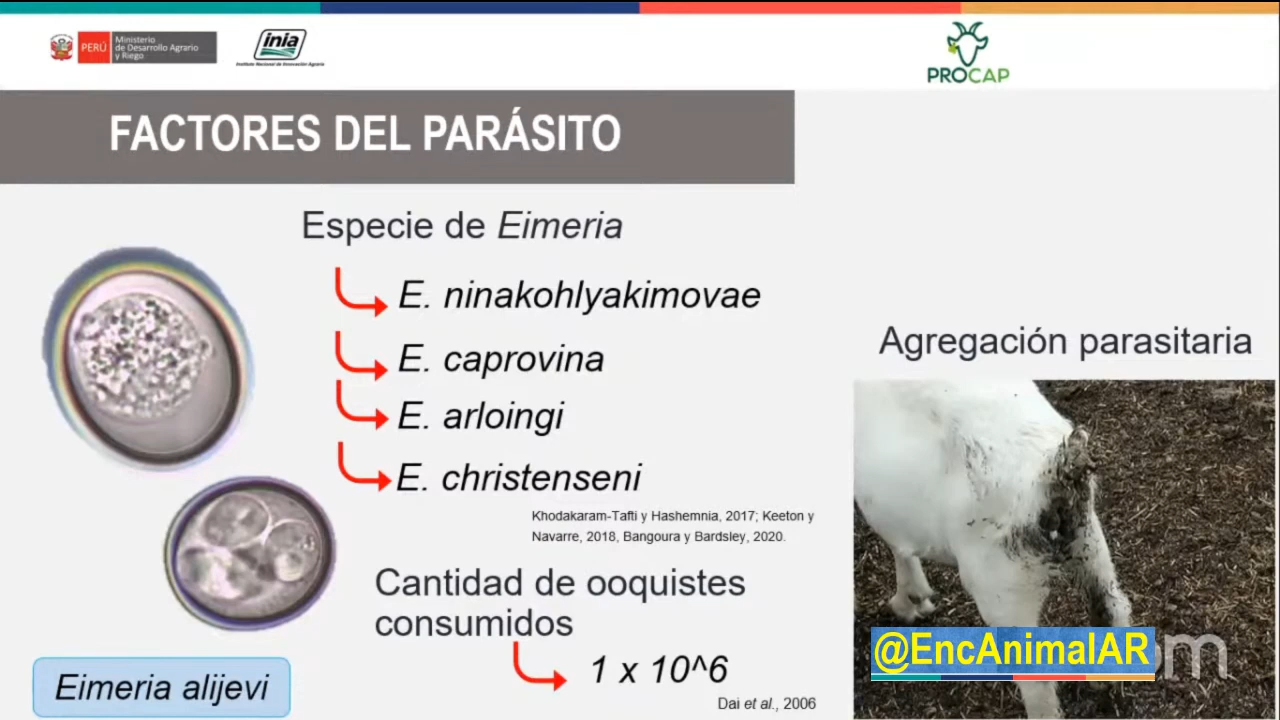 PERÚ
Ministerio
de Desarrollo Agrario
y Riego
inia
Instituto Nacional de Innovación Agraria
PROCAP
FACTORES DEL PARÁSITO
Especie de Eimeria
E. ninakohlyakimovae
E. caprovina
E. arloingi
E. christenseni
Khodakaram-Tafti y Hashemnia, 2017; Keeton y
Navarre, 2018, Bangoura y Bardsley, 2020.
Cantidad de ooquistes
consumidos
1 x 10^6
Dai et al., 2006
Eimeria alijevi
Agregación parasitaria
@EncAnimalAR